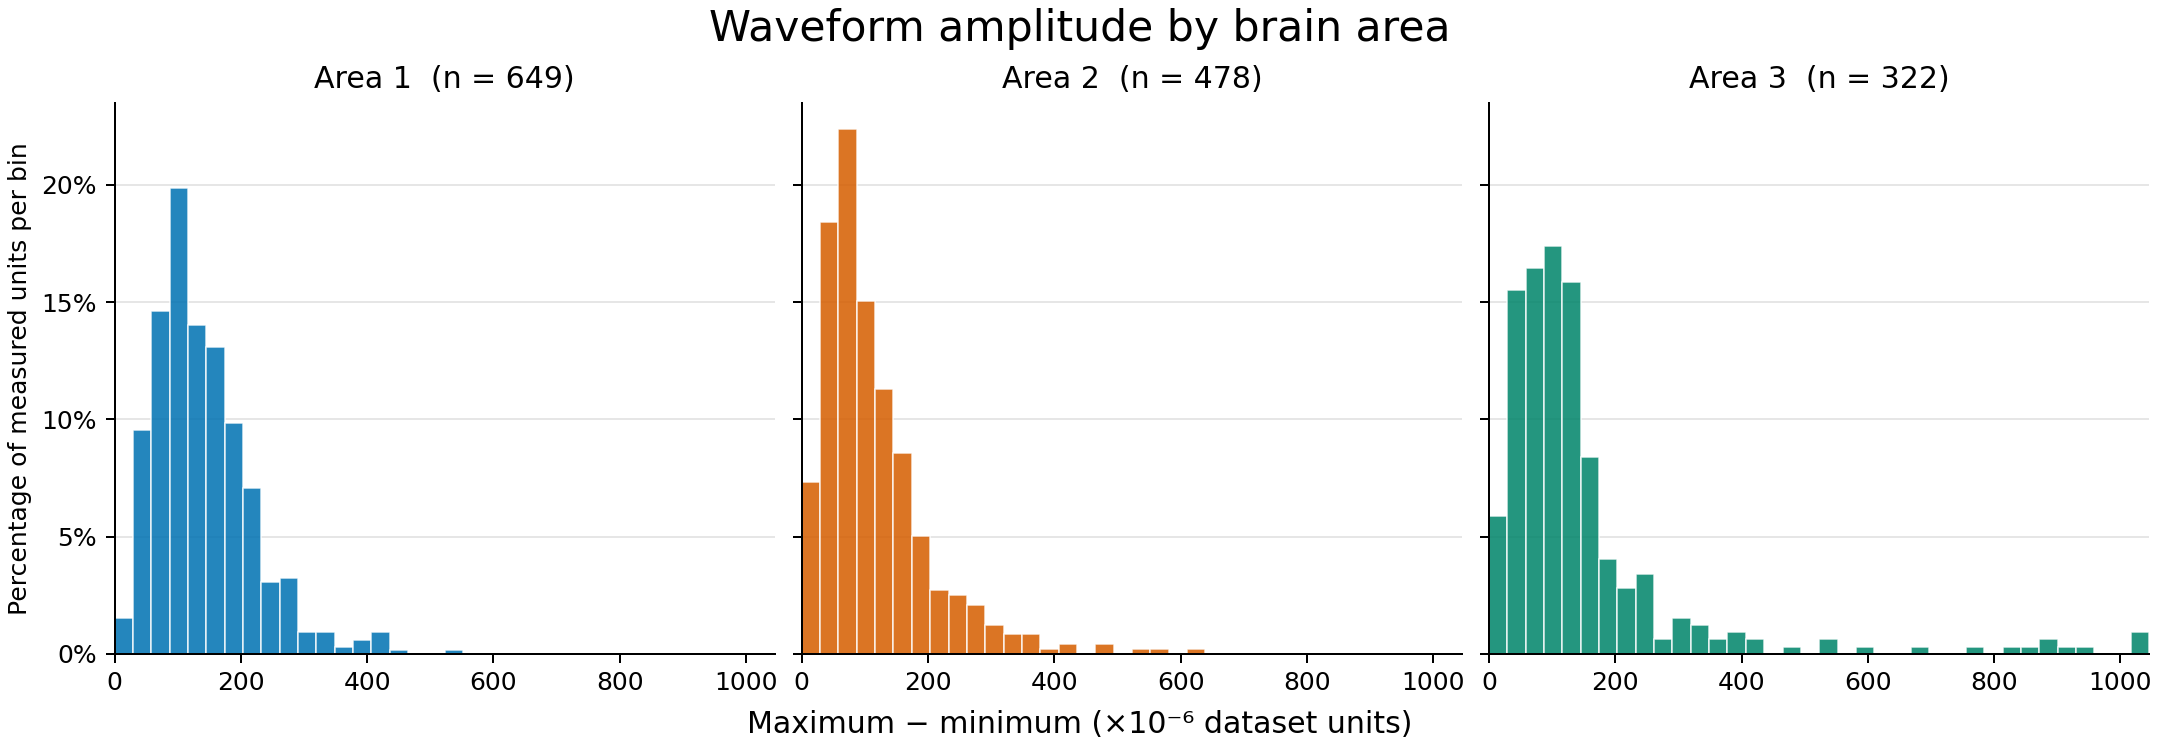 Waveform amplitude by brain area
Area 1 (n = 649)
Area 2 (n = 478)
Area 3 (n = 322)
Percentage of measured units per bin
20%
15%
10%
5%
0%
0 200 400 600 800 1000
0 200 400 600 800 1000
0 200 400 600 800 1000
Maximum − minimum (×10⁻⁶ dataset units)